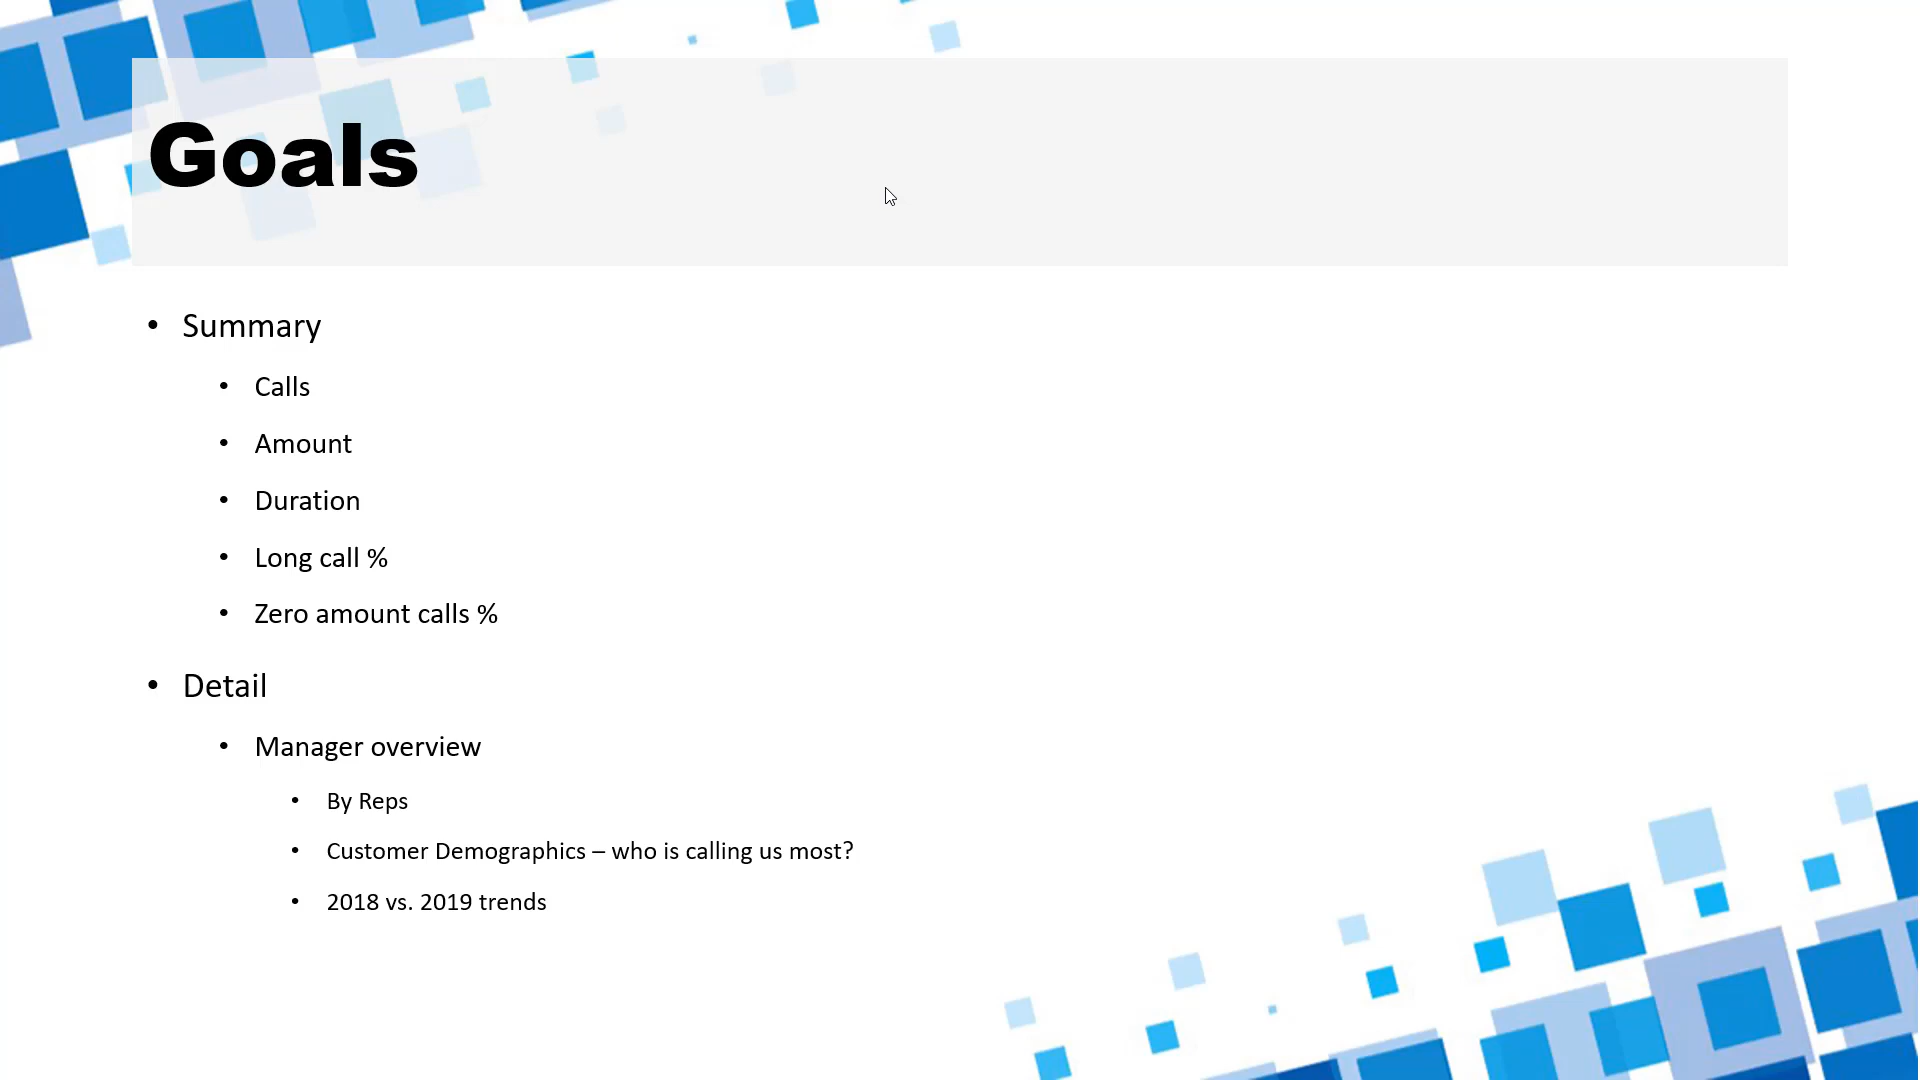 Goals
• Summary
• Calls
• Amount
• Duration
• Long call %
• Zero amount calls %
• Detail
• Manager overview
• By Reps
• Customer Demographics – who is calling us most?
• 2018 vs. 2019 trends